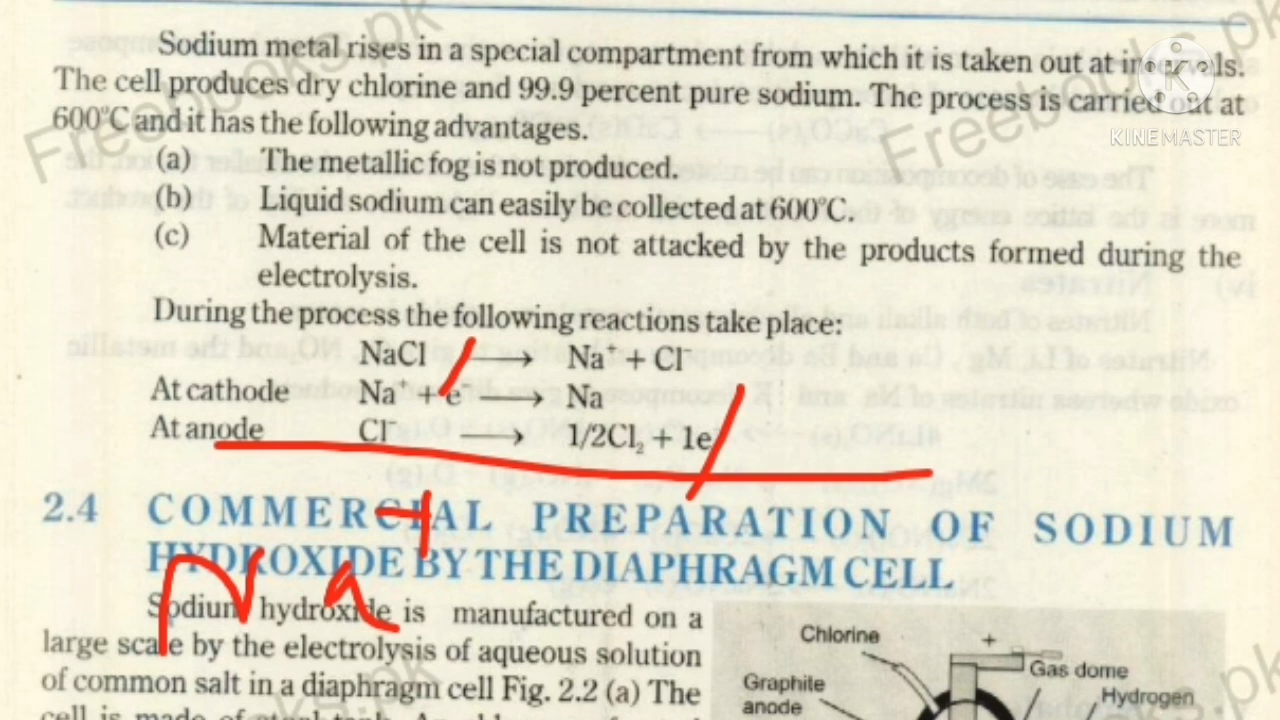 Sodium metal rises in a special compartment from which it is taken out at intervals.
The cell produces dry chlorine and 99.9 percent pure sodium. The process is carried out at
600°C and it has the following advantages.
(a) The metallic fog is not produced.
(b) Liquid sodium can easily be collected at 600°C.
(c) Material of the cell is not attacked by the products formed during the
electrolysis.
During the process the following reactions take place:
NaCl ⟶ Na⁺ + Cl⁻
At cathode Na⁺ + e⁻ ⟶ Na
At anode Cl⁻ ⟶ 1/2Cl₂ + 1e
2.4 COMMERCIAL PREPARATION OF SODIUM
HYDROXIDE BY THE DIAPHRAGM CELL
Na+
Sodium hydroxide is manufactured on a
large scale by the electrolysis of aqueous solution
of common salt in a diaphragm cell Fig. 2.2 (a) The
Chlorine
+
Gas dome
Graphite
anode
Hydrogen
KINEMASTER
Freebooks.pk
Freebooks.pk